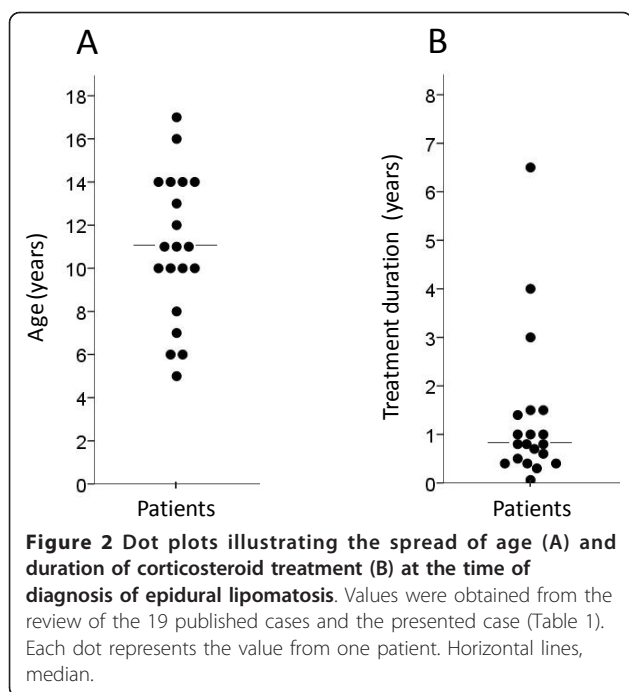 A
B
18
16
14
12
10
8
6
4
2
0
Age (years)
Patients
8
7
6
5
4
3
2
1
0
Treatment duration (years)
Patients
Figure 2 Dot plots illustrating the spread of age (A) and
duration of corticosteroid treatment (B) at the time of
diagnosis of epidural lipomatosis. Values were obtained from the
review of the 19 published cases and the presented case (Table 1).
Each dot represents the value from one patient. Horizontal lines,
median.